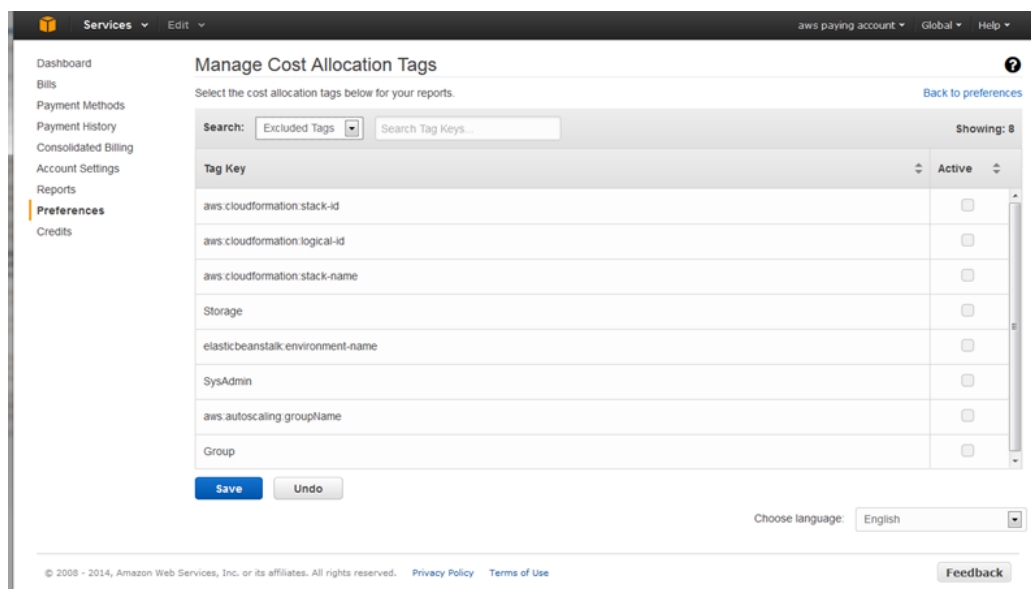 Services Edit aws paying account Global Help
Dashboard
Bills
Payment Methods
Payment History
Consolidated Billing
Account Settings
Reports
Preferences
Credits
Manage Cost Allocation Tags
Select the cost allocation tags below for your reports. Back to preferences
Search: Excluded Tags Search Tag Keys... Showing: 8
Tag Key Active
aws:cloudformation:stack-id
aws:cloudformation:logical-id
aws:cloudformation:stack-name
Storage
elasticbeanstalk:environment-name
SysAdmin
aws:autoscaling:groupName
Group
Save Undo
Choose language: English
© 2008 - 2014, Amazon Web Services, Inc. or its affiliates. All rights reserved. Privacy Policy Terms of Use Feedback